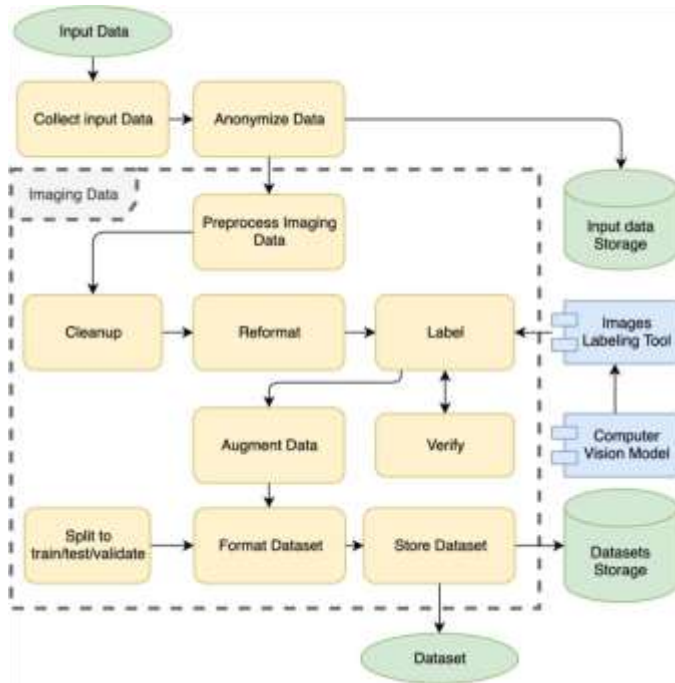 Input Data
Collect input Data
Anonymize Data
Imaging Data
Preprocess Imaging
Data
Input data
Storage
Cleanup
Reformat
Label
Images
Labeling Tool
Augment Data
Verify
Computer
Vision Model
Split to
train/test/validate
Format Dataset
Store Dataset
Datasets
Storage
Dataset